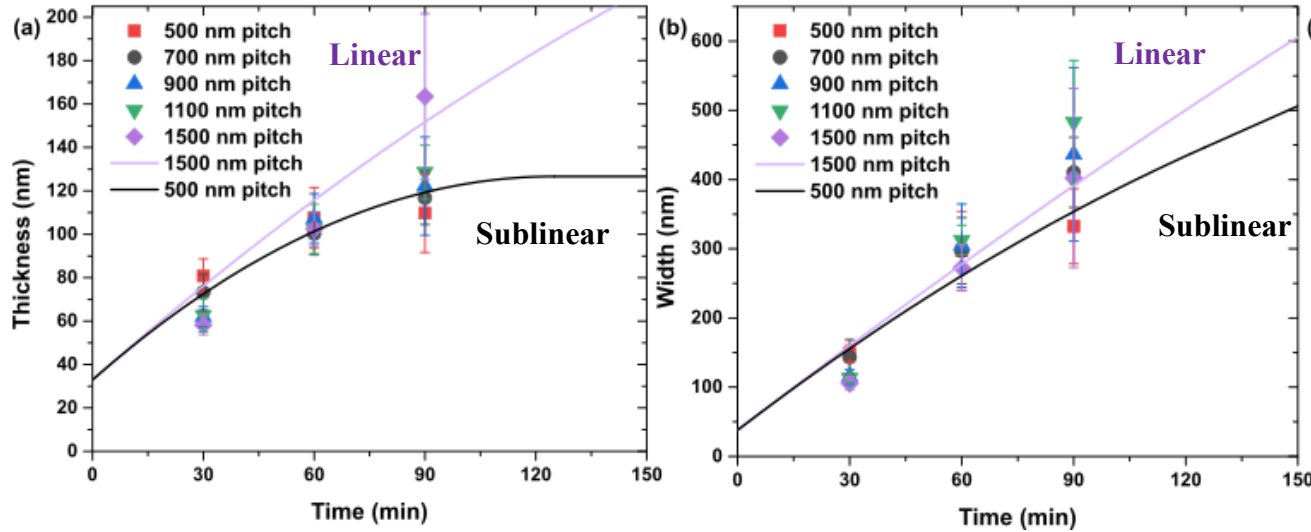 (a)
500 nm pitch
700 nm pitch
900 nm pitch
1100 nm pitch
1500 nm pitch
1500 nm pitch
500 nm pitch
Linear
Sublinear
Thickness (nm)
200
180
160
140
120
100
80
60
40
20
0
0 30 60 90 120 150
Time (min)
(b)
500 nm pitch
700 nm pitch
900 nm pitch
1100 nm pitch
1500 nm pitch
1500 nm pitch
500 nm pitch
Linear
Sublinear
Width (nm)
600
500
400
300
200
100
0
0 30 60 90 120 150
Time (min)
(